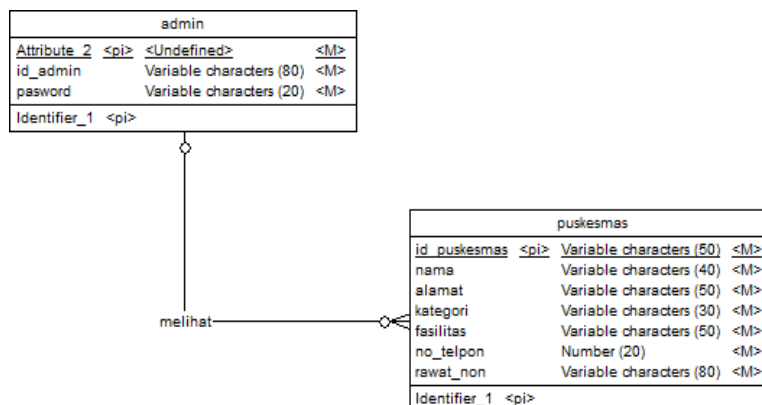 admin
Attribute_2 <pi> <Undefined> <M>
id_admin Variable characters (80) <M>
pasword Variable characters (20) <M>
Identifier_1 <pi>
melihat
puskesmas
id_puskesmas <pi> Variable characters (50) <M>
nama Variable characters (40) <M>
alamat Variable characters (50) <M>
kategori Variable characters (30) <M>
fasilitas Variable characters (50) <M>
no_telpon Number (20) <M>
rawat_non Variable characters (80) <M>
Identifier_1 <pi>